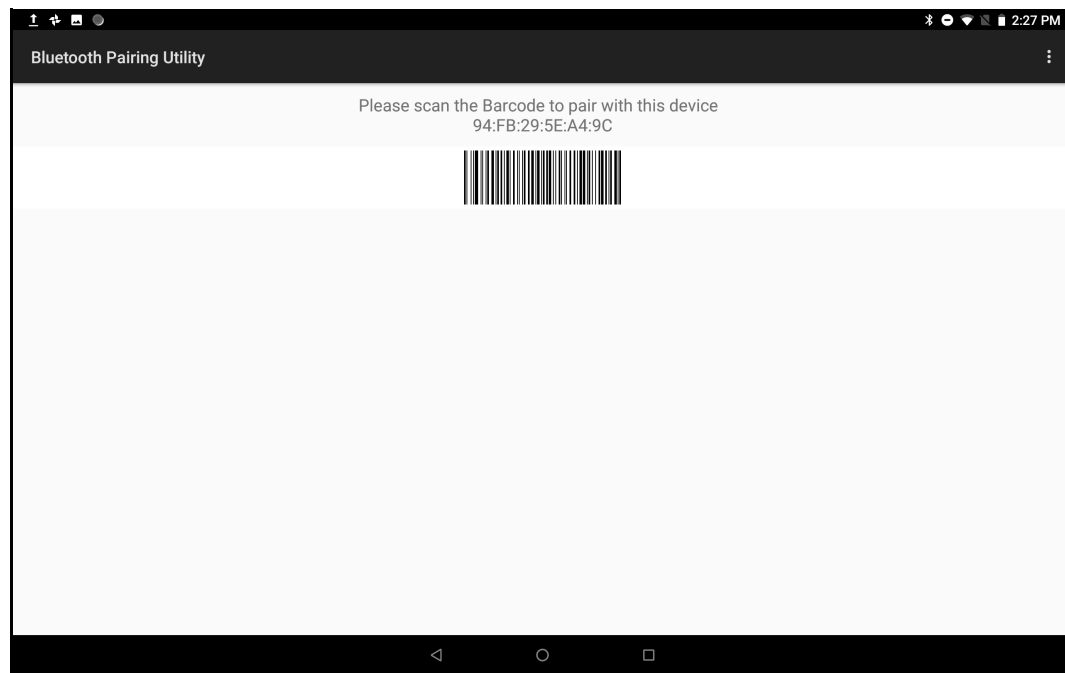 2:27 PM
Bluetooth Pairing Utility
Please scan the Barcode to pair with this device
94:FB:29:5E:A4:9C